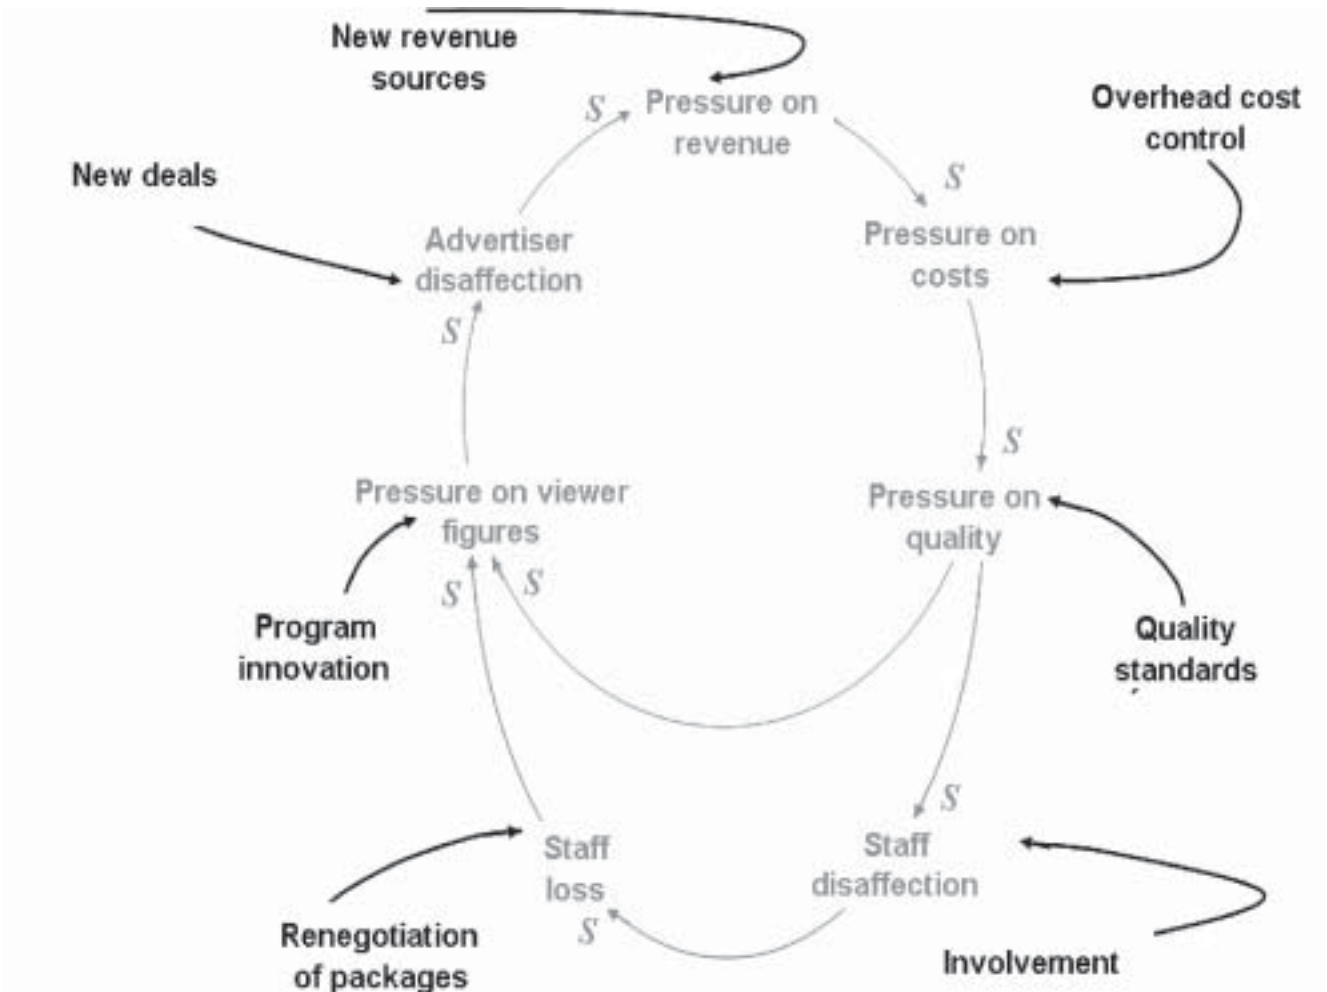 New revenue
sources
S
Pressure on
revenue
Overhead cost
control
New deals
S
Advertiser
disaffection
Pressure on
costs
S
S
Pressure on viewer
figures
Pressure on
quality
S
S
Program
innovation
Quality
standards
S
Staff
loss
Staff
disaffection
S
Renegotiation
of packages
Involvement